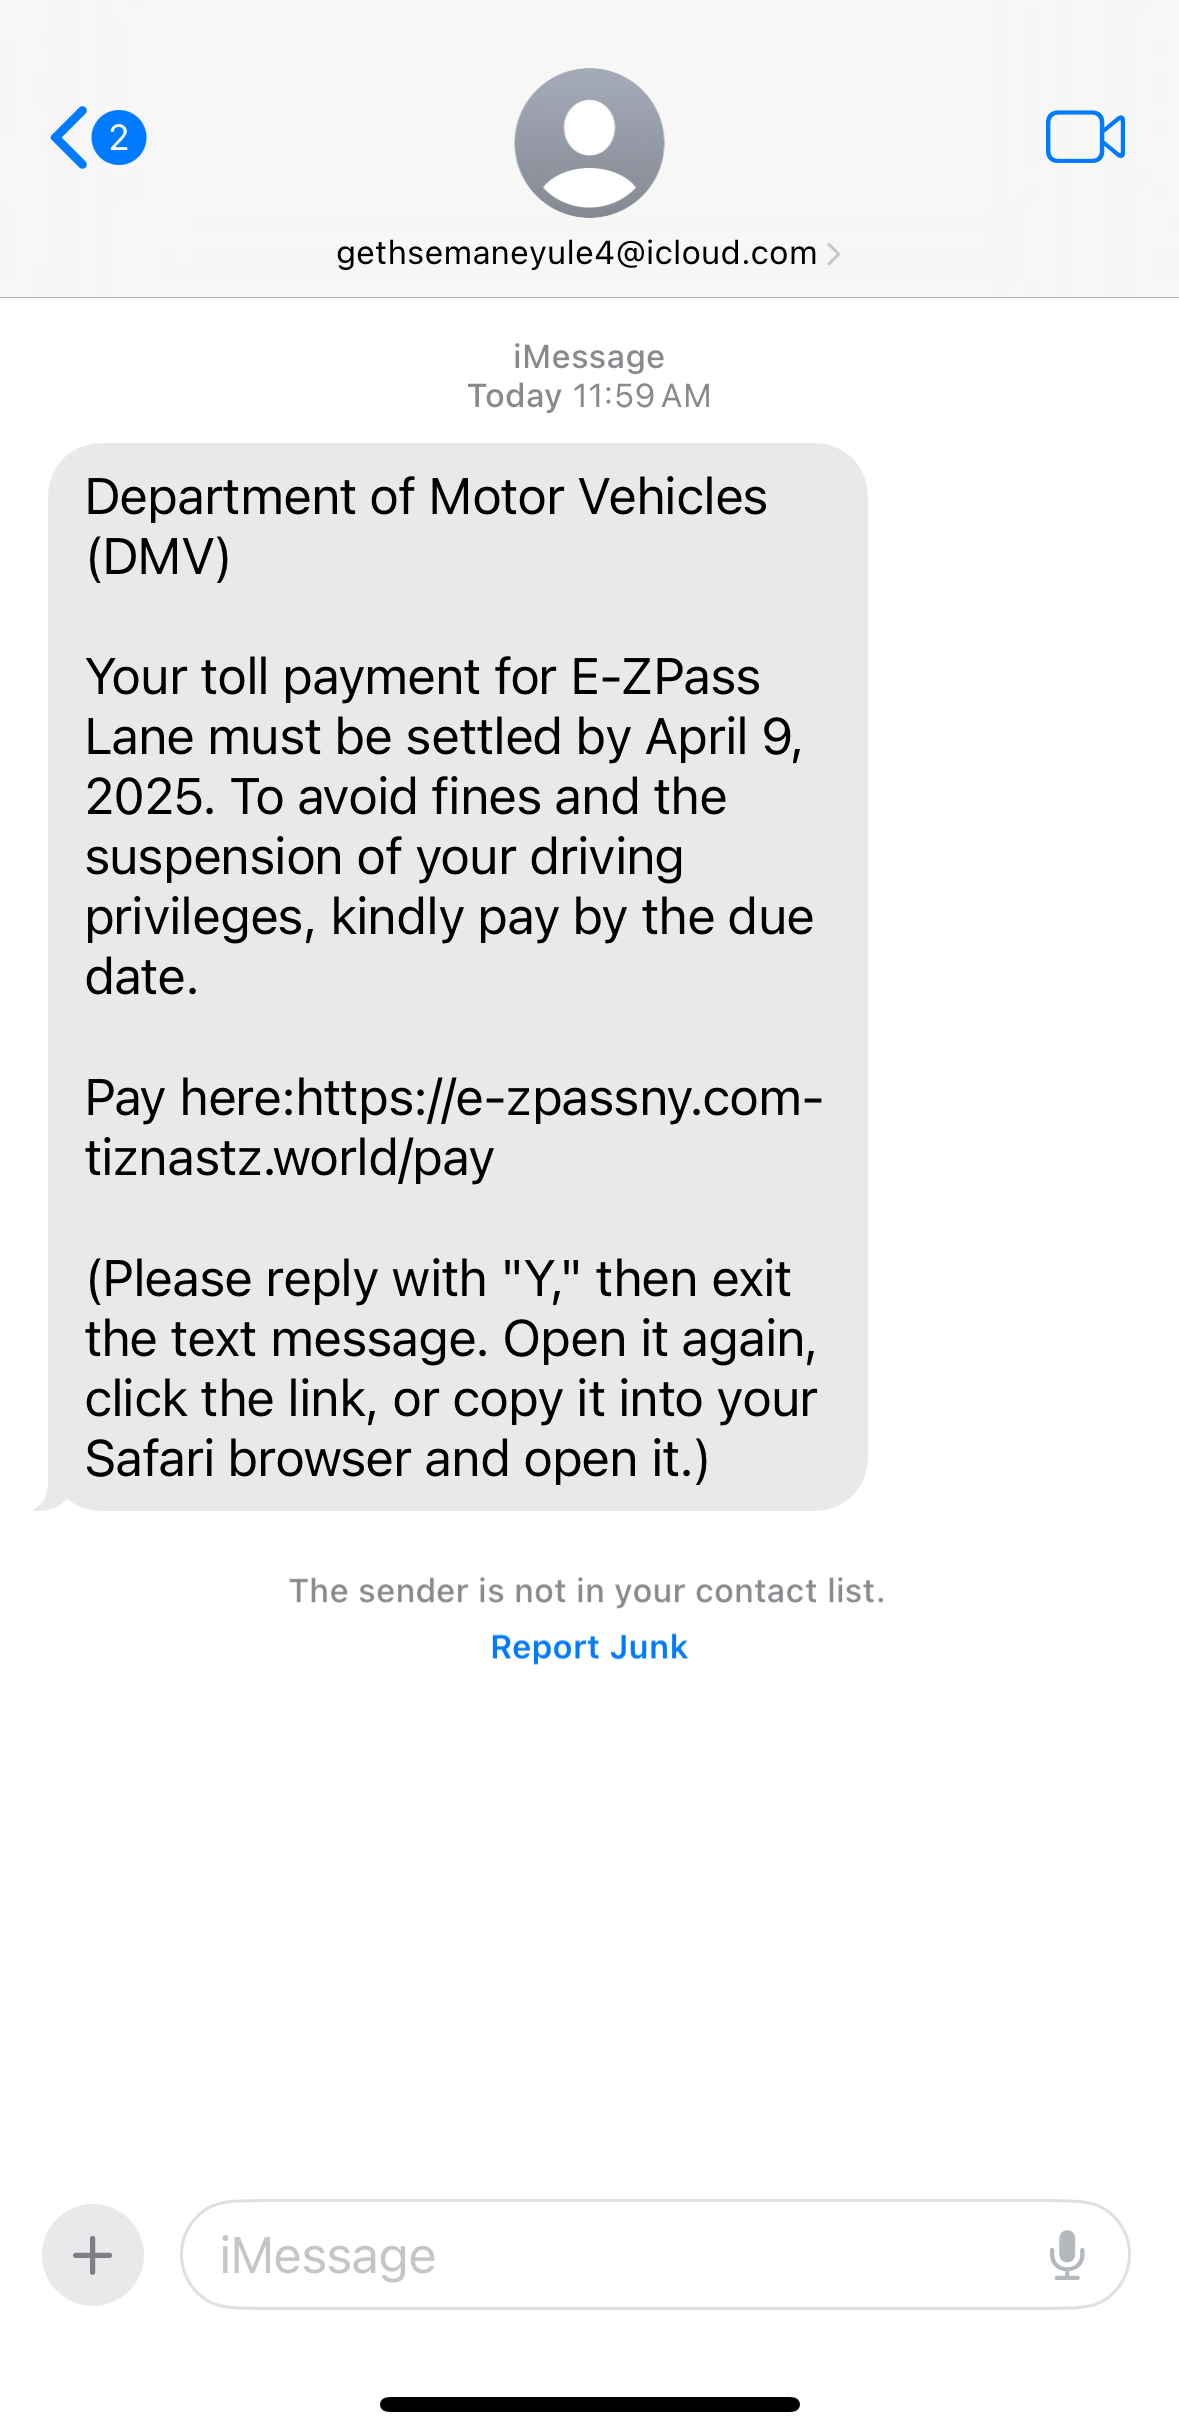 2
gethsemaneyule4@icloud.com
iMessage
Today 11:59 AM
Department of Motor Vehicles
(DMV)
Your toll payment for E-ZPass
Lane must be settled by April 9,
2025. To avoid fines and the
suspension of your driving
privileges, kindly pay by the due
date.
Pay here:https://e-zpassny.com-
tiznastz.world/pay
(Please reply with "Y," then exit
the text message. Open it again,
click the link, or copy it into your
Safari browser and open it.)
The sender is not in your contact list.
Report Junk
iMessage